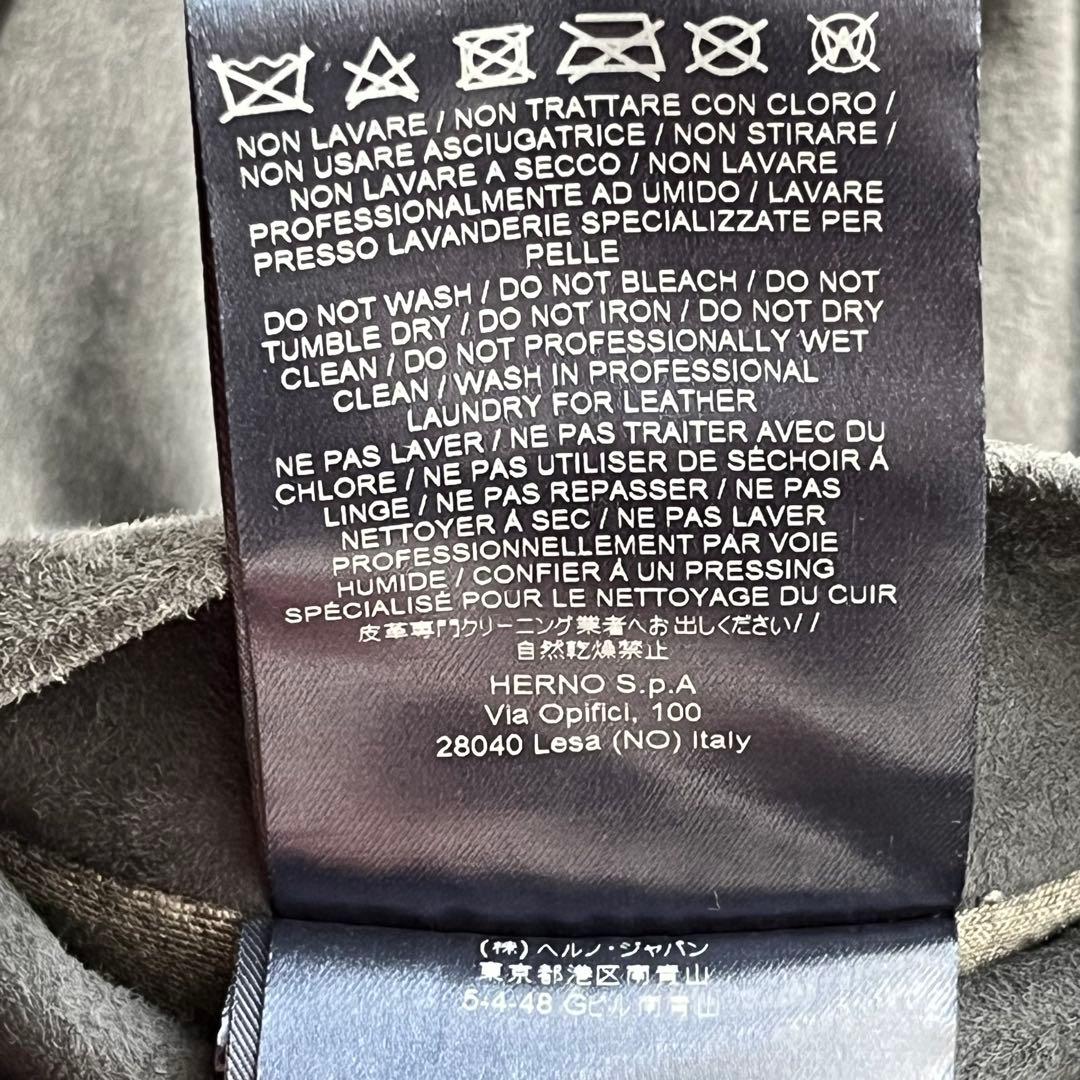 NON LAVARE / NON TRATTARE CON CLORO /
NON USARE ASCIUGATRICE / NON STIRARE /
NON LAVARE A SECCO / NON LAVARE
PROFESSIONALMENTE AD UMIDO / LAVARE
PRESSO LAVANDERIE SPECIALIZZATE PER
PELLE
DO NOT WASH / DO NOT BLEACH / DO NOT
TUMBLE DRY / DO NOT IRON / DO NOT DRY
CLEAN / DO NOT PROFESSIONALLY WET
CLEAN / WASH IN PROFESSIONAL
LAUNDRY FOR LEATHER
NE PAS LAVER / NE PAS TRAITER AVEC DU
CHLORE / NE PAS UTILISER DE SÉCHOIR À
LINGE / NE PAS REPASSER / NE PAS
NETTOYER À SEC / NE PAS LAVER
PROFESSIONNELLEMENT PAR VOIE
HUMIDE / CONFIER À UN PRESSING
SPÉCIALISÉ POUR LE NETTOYAGE DU CUIR
皮革専門クリーニング業者へお出しください//
自然乾燥禁止
HERNO S.p.A
Via Opifici, 100
28040 Lesa (NO) Italy
(株)ヘルノ・ジャパン
東京都港区南青山
5-4-48 Gビル南青山